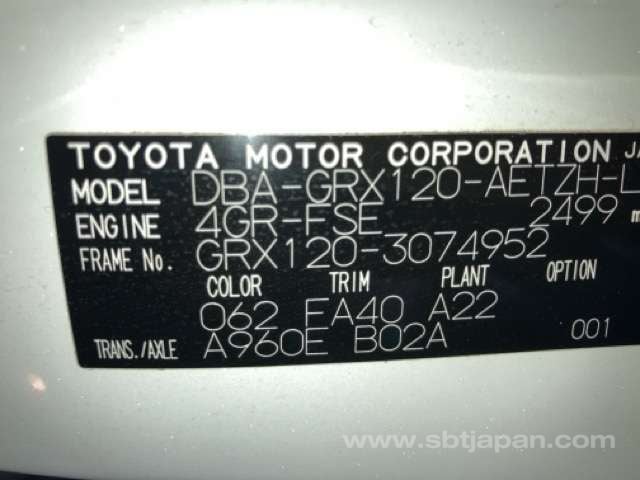 TOYOTA MOTOR CORPORATION JA
MODEL DBA-GRX120-AETZH-L
ENGINE 4GR-FSE 2499 m
FRAME No. GRX120-3074952
COLOR TRIM PLANT OPTION
062 FA40 A22
TRANS./AXLE A960E B02A 001
www.sbtjapan.com